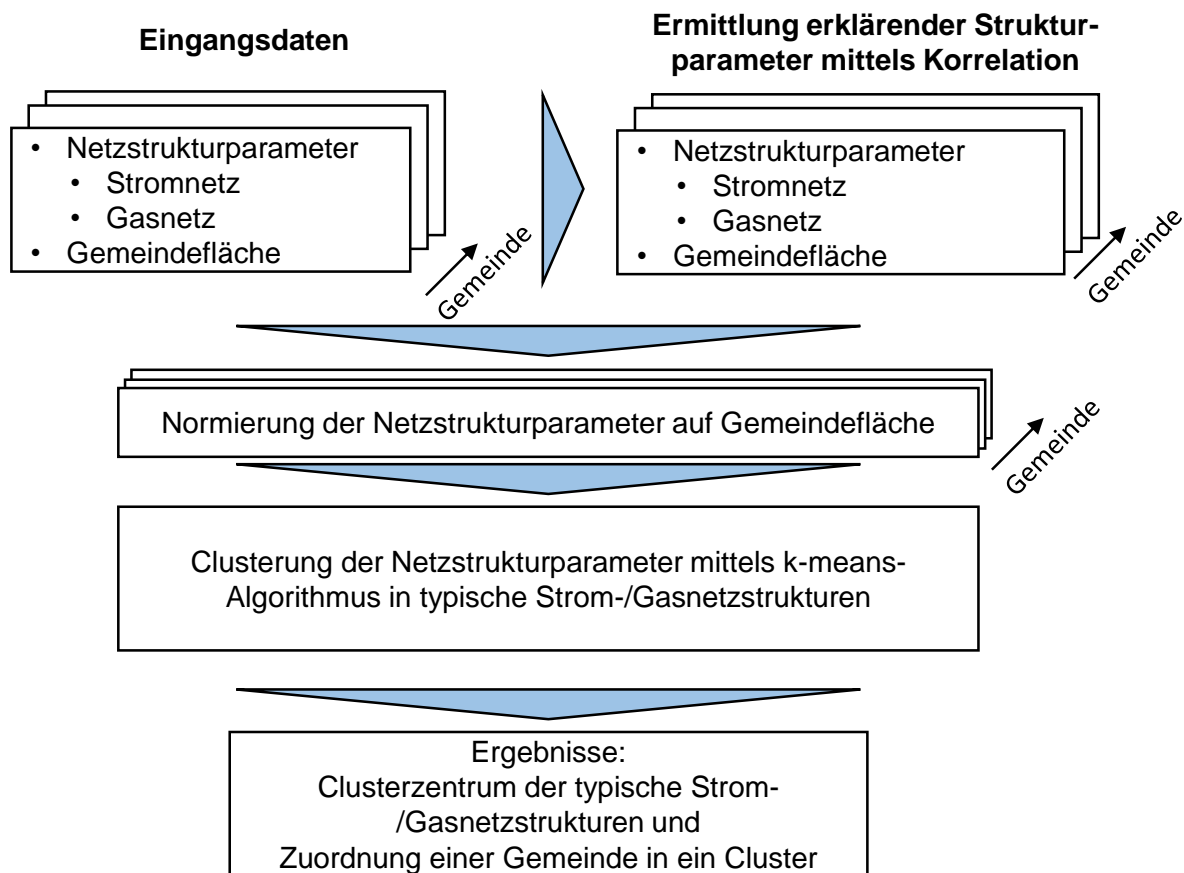 Eingangsdaten
Ermittlung erklärender Struktur-
parameter mittels Korrelation
• Netzstrukturparameter
• Stromnetz
• Gasnetz
• Gemeindefläche
Gemeinde
• Netzstrukturparameter
• Stromnetz
• Gasnetz
• Gemeindefläche
Gemeinde
Normierung der Netzstrukturparameter auf Gemeindefläche
Gemeinde
Clusterung der Netzstrukturparameter mittels k-means-
Algorithmus in typische Strom-/Gasnetzstrukturen
Ergebnisse:
Clusterzentrum der typische Strom-
/Gasnetzstrukturen und
Zuordnung einer Gemeinde in ein Cluster